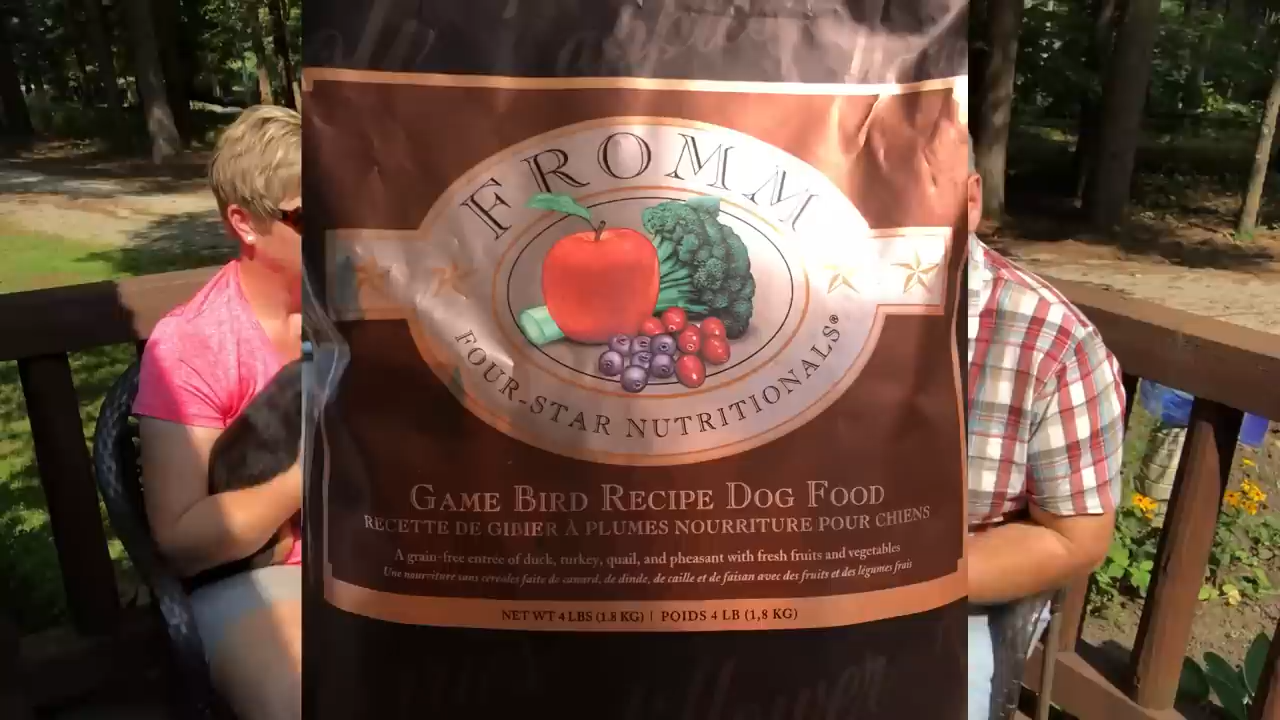 FROMM
FOUR-STAR NUTRITIONALS®
GAME BIRD RECIPE DOG FOOD
RECETTE DE GIBIER À PLUMES NOURRITURE POUR CHIENS
A grain-free entrée of duck, turkey, quail, and pheasant with fresh fruits and vegetables
Une nourriture sans céréales faite de canard, de dinde, de caille et de faisan avec des fruits et des légumes frais
NET WT 4 LBS (1.8 KG) | POIDS 4 LB (1,8 KG)